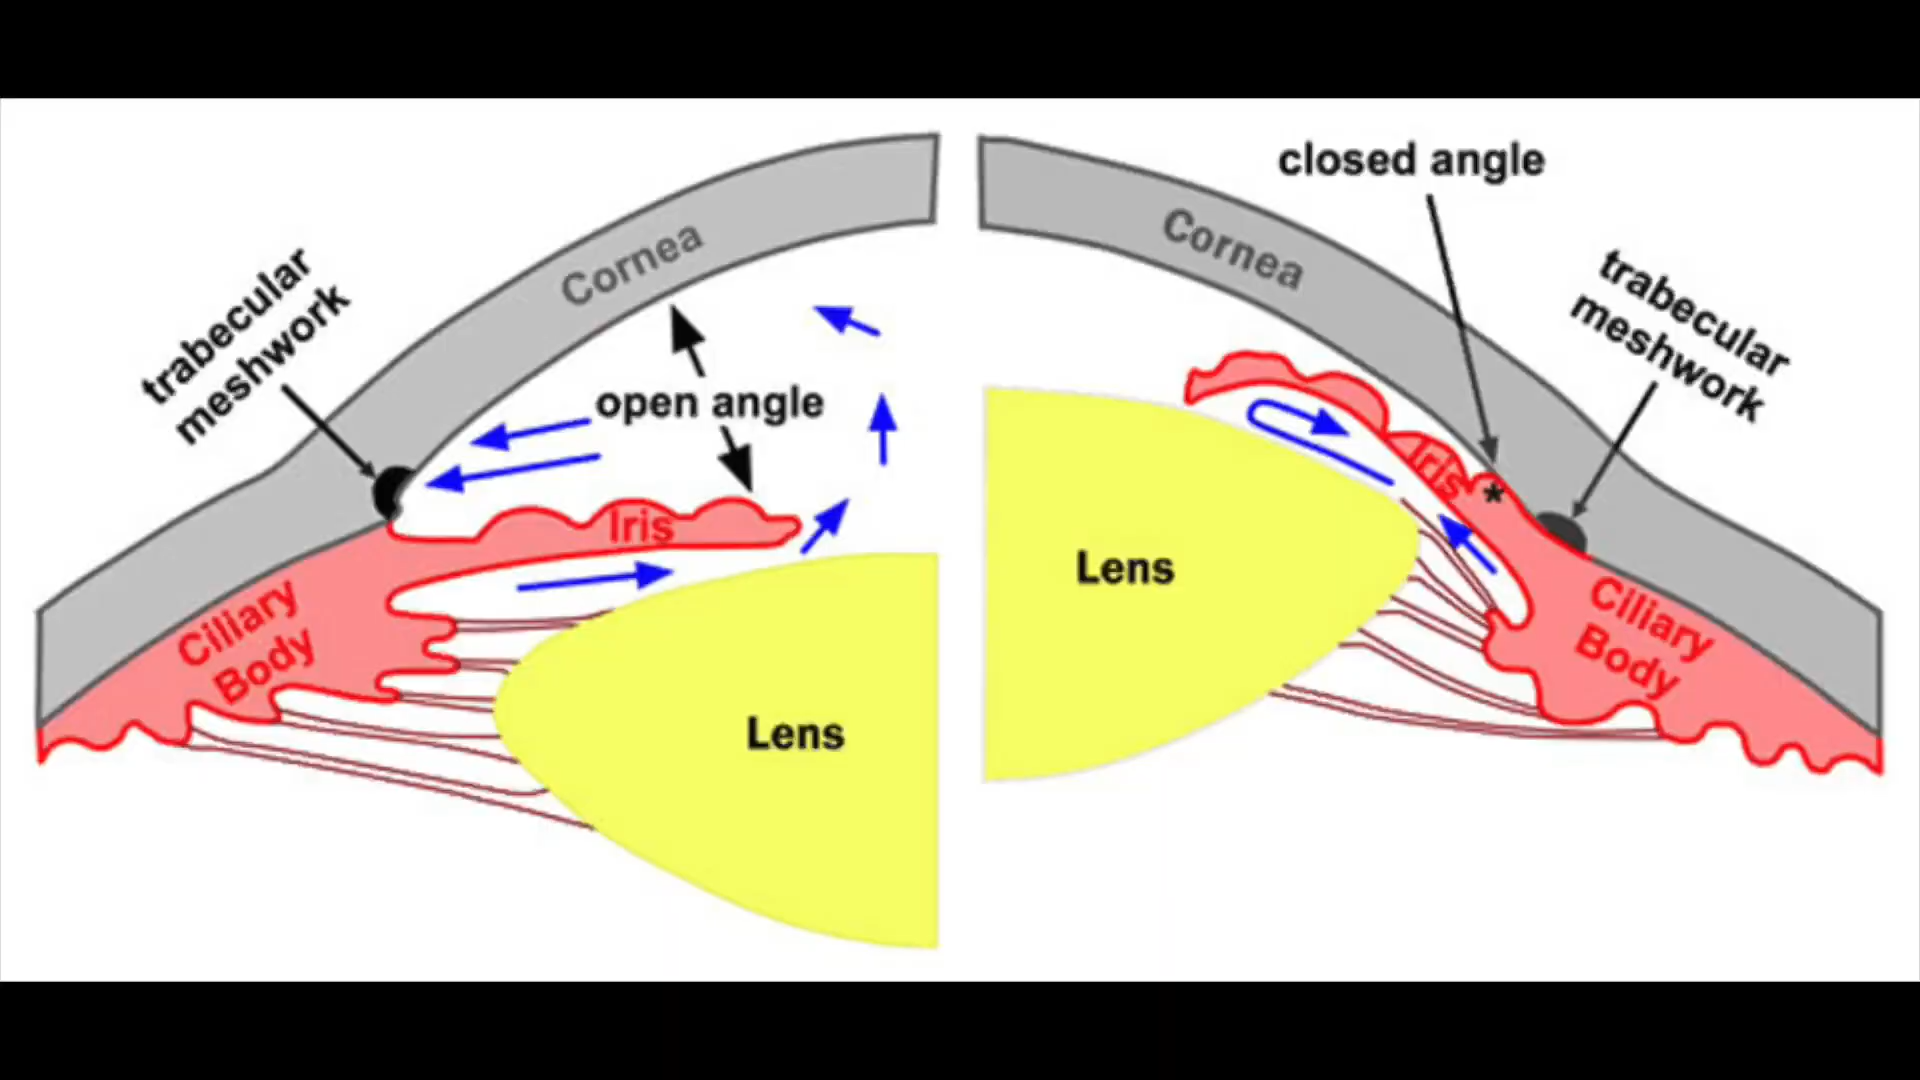 trabecular
meshwork
Cornea
open angle
Iris
Ciliary
Body
Lens
closed angle
Cornea
trabecular
meshwork
Iris
*
Lens
Ciliary
Body